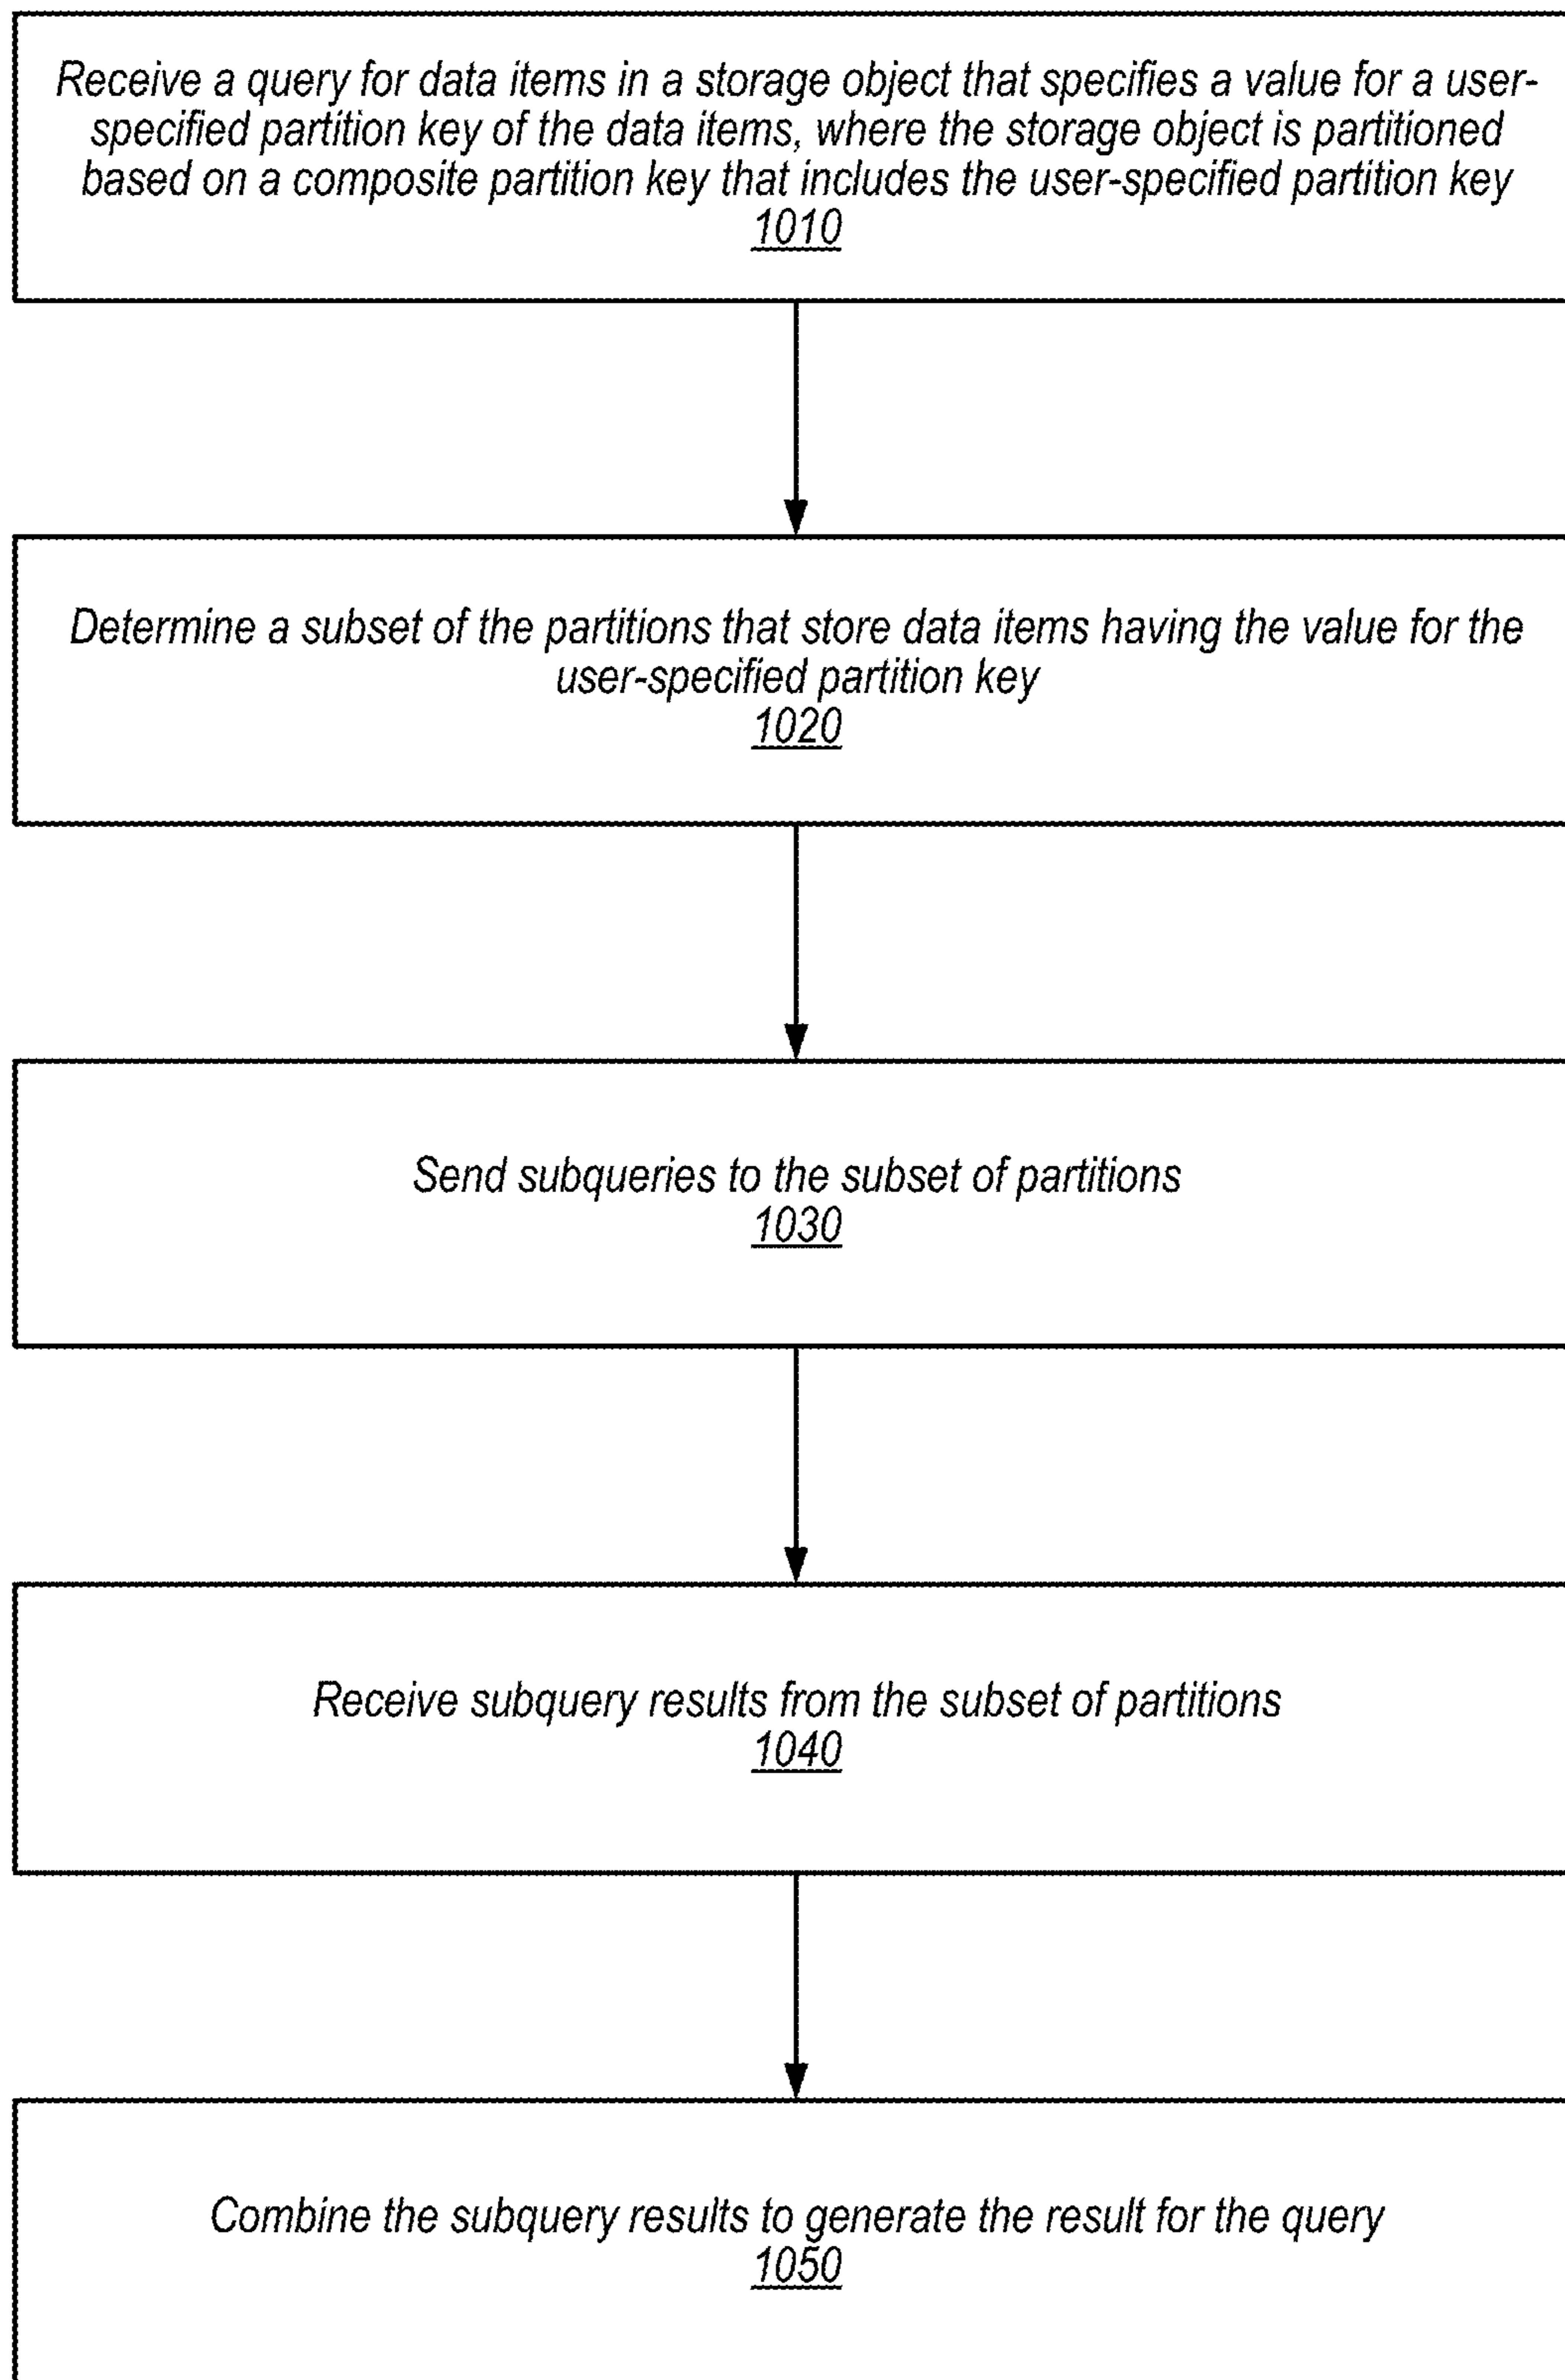 Receive a query for data items in a storage object that specifies a value for a user-
specified partition key of the data items, where the storage object is partitioned
based on a composite partition key that includes the user-specified partition key
1010
Determine a subset of the partitions that store data items having the value for the
user-specified partition key
1020
Send subqueries to the subset of partitions
1030
Receive subquery results from the subset of partitions
1040
Combine the subquery results to generate the result for the query
1050